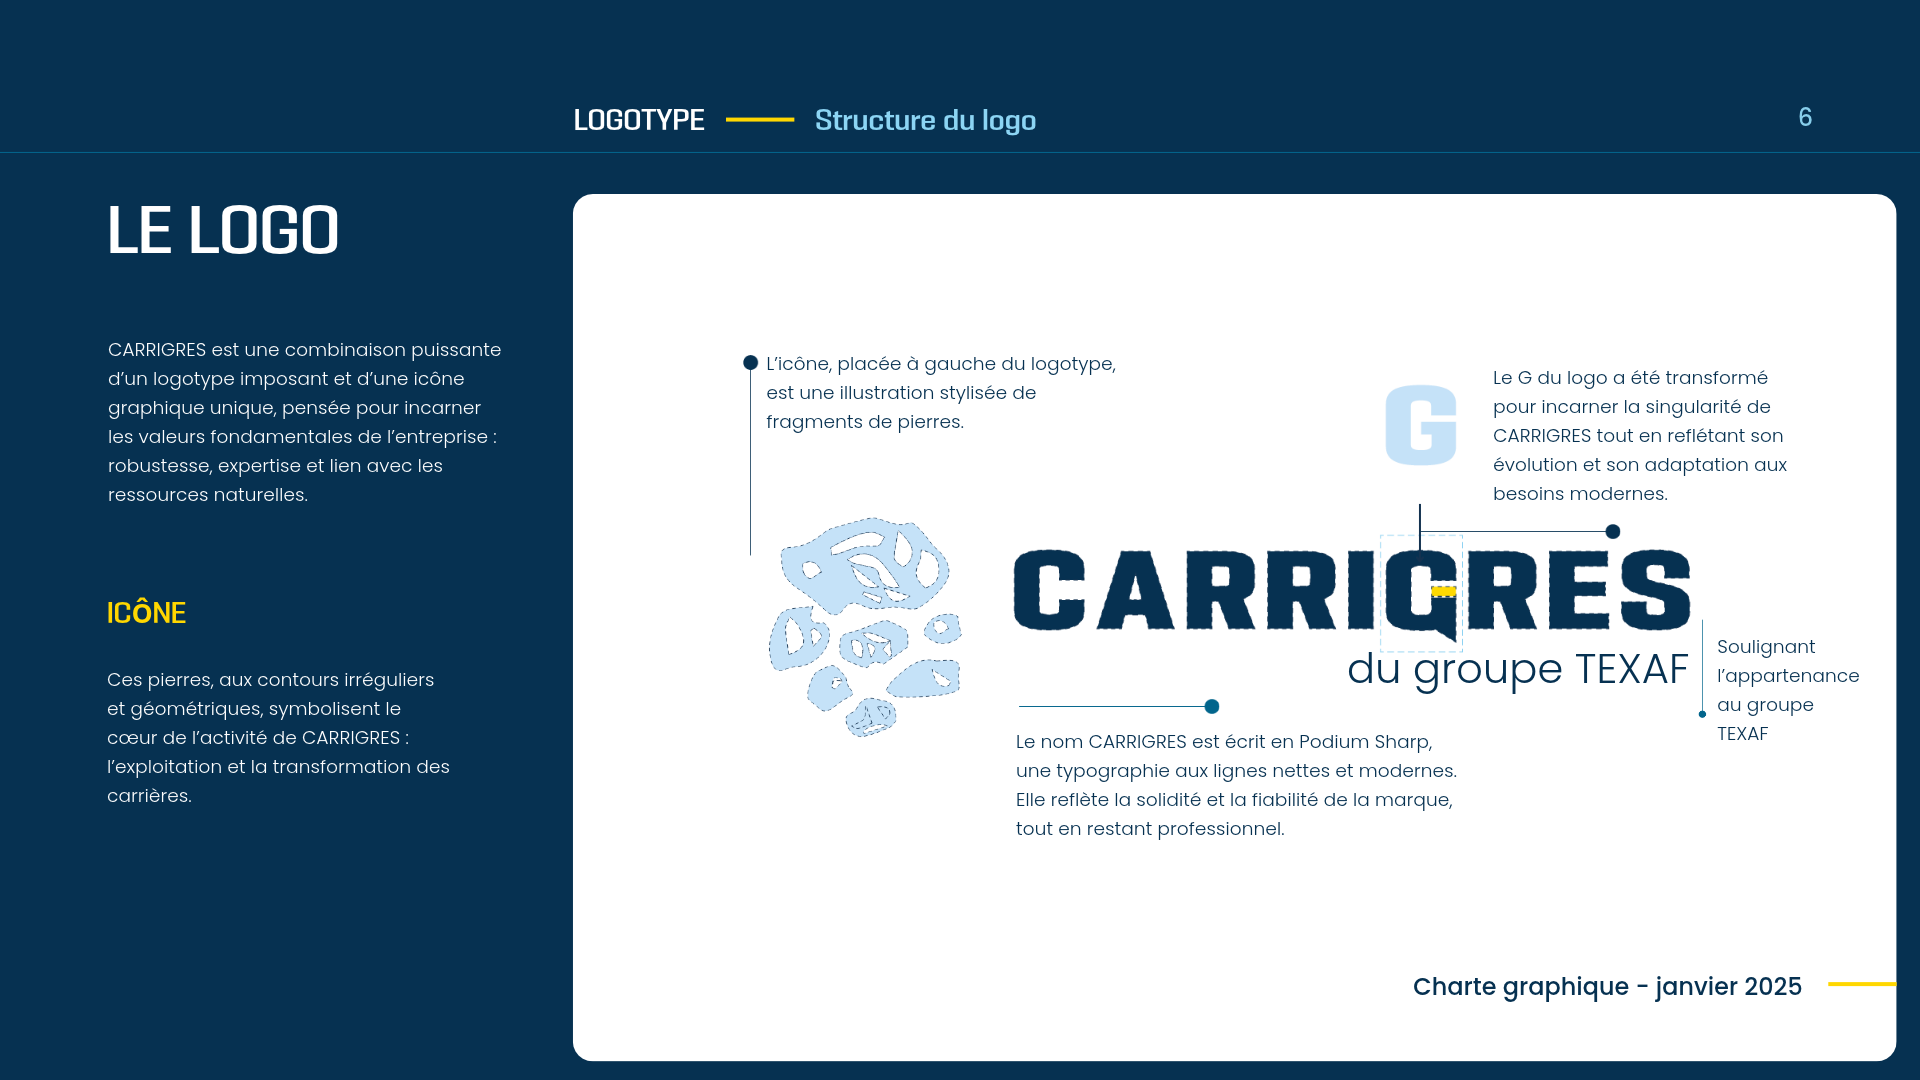 LOGOTYPE
Structure du logo
6
LE LOGO
CARRIGRES est une combinaison puissante
d’un logotype imposant et d’une icône
graphique unique, pensée pour incarner
les valeurs fondamentales de l’entreprise :
robustesse, expertise et lien avec les
ressources naturelles.
ICÔNE
Ces pierres, aux contours irréguliers
et géométriques, symbolisent le
cœur de l’activité de CARRIGRES :
l’exploitation et la transformation des
carrières.
L’icône, placée à gauche du logotype,
est une illustration stylisée de
fragments de pierres.
G
Le G du logo a été transformé
pour incarner la singularité de
CARRIGRES tout en reflétant son
évolution et son adaptation aux
besoins modernes.
CARRIGRES
du groupe TEXAF
Soulignant
l’appartenance
au groupe
TEXAF
Le nom CARRIGRES est écrit en Podium Sharp,
une typographie aux lignes nettes et modernes.
Elle reflète la solidité et la fiabilité de la marque,
tout en restant professionnel.
Charte graphique - janvier 2025